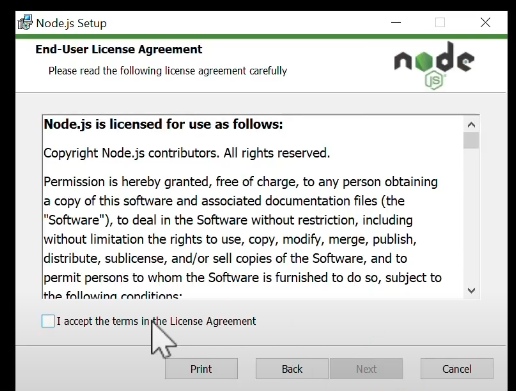 Node.js Setup
End-User License Agreement
Please read the following license agreement carefully
node
JS
Node.js is licensed for use as follows:
Copyright Node.js contributors. All rights reserved.
Permission is hereby granted, free of charge, to any person obtaining
a copy of this software and associated documentation files (the
"Software"), to deal in the Software without restriction, including
without limitation the rights to use, copy, modify, merge, publish,
distribute, sublicense, and/or sell copies of the Software, and to
permit persons to whom the Software is furnished to do so, subject to
the following conditions:
I accept the terms in the License Agreement
Print
Back
Next
Cancel